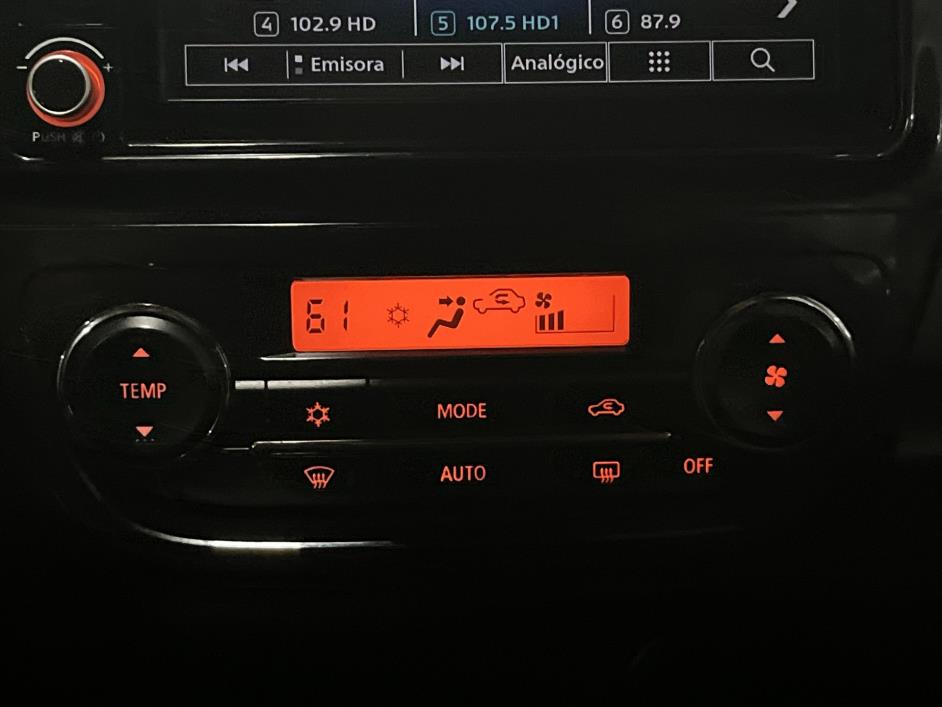 4 102.9 HD 5 107.5 HD1 6 87.9
Emisora Analógico
- +
PUSH
61
TEMP
MODE
AUTO
OFF